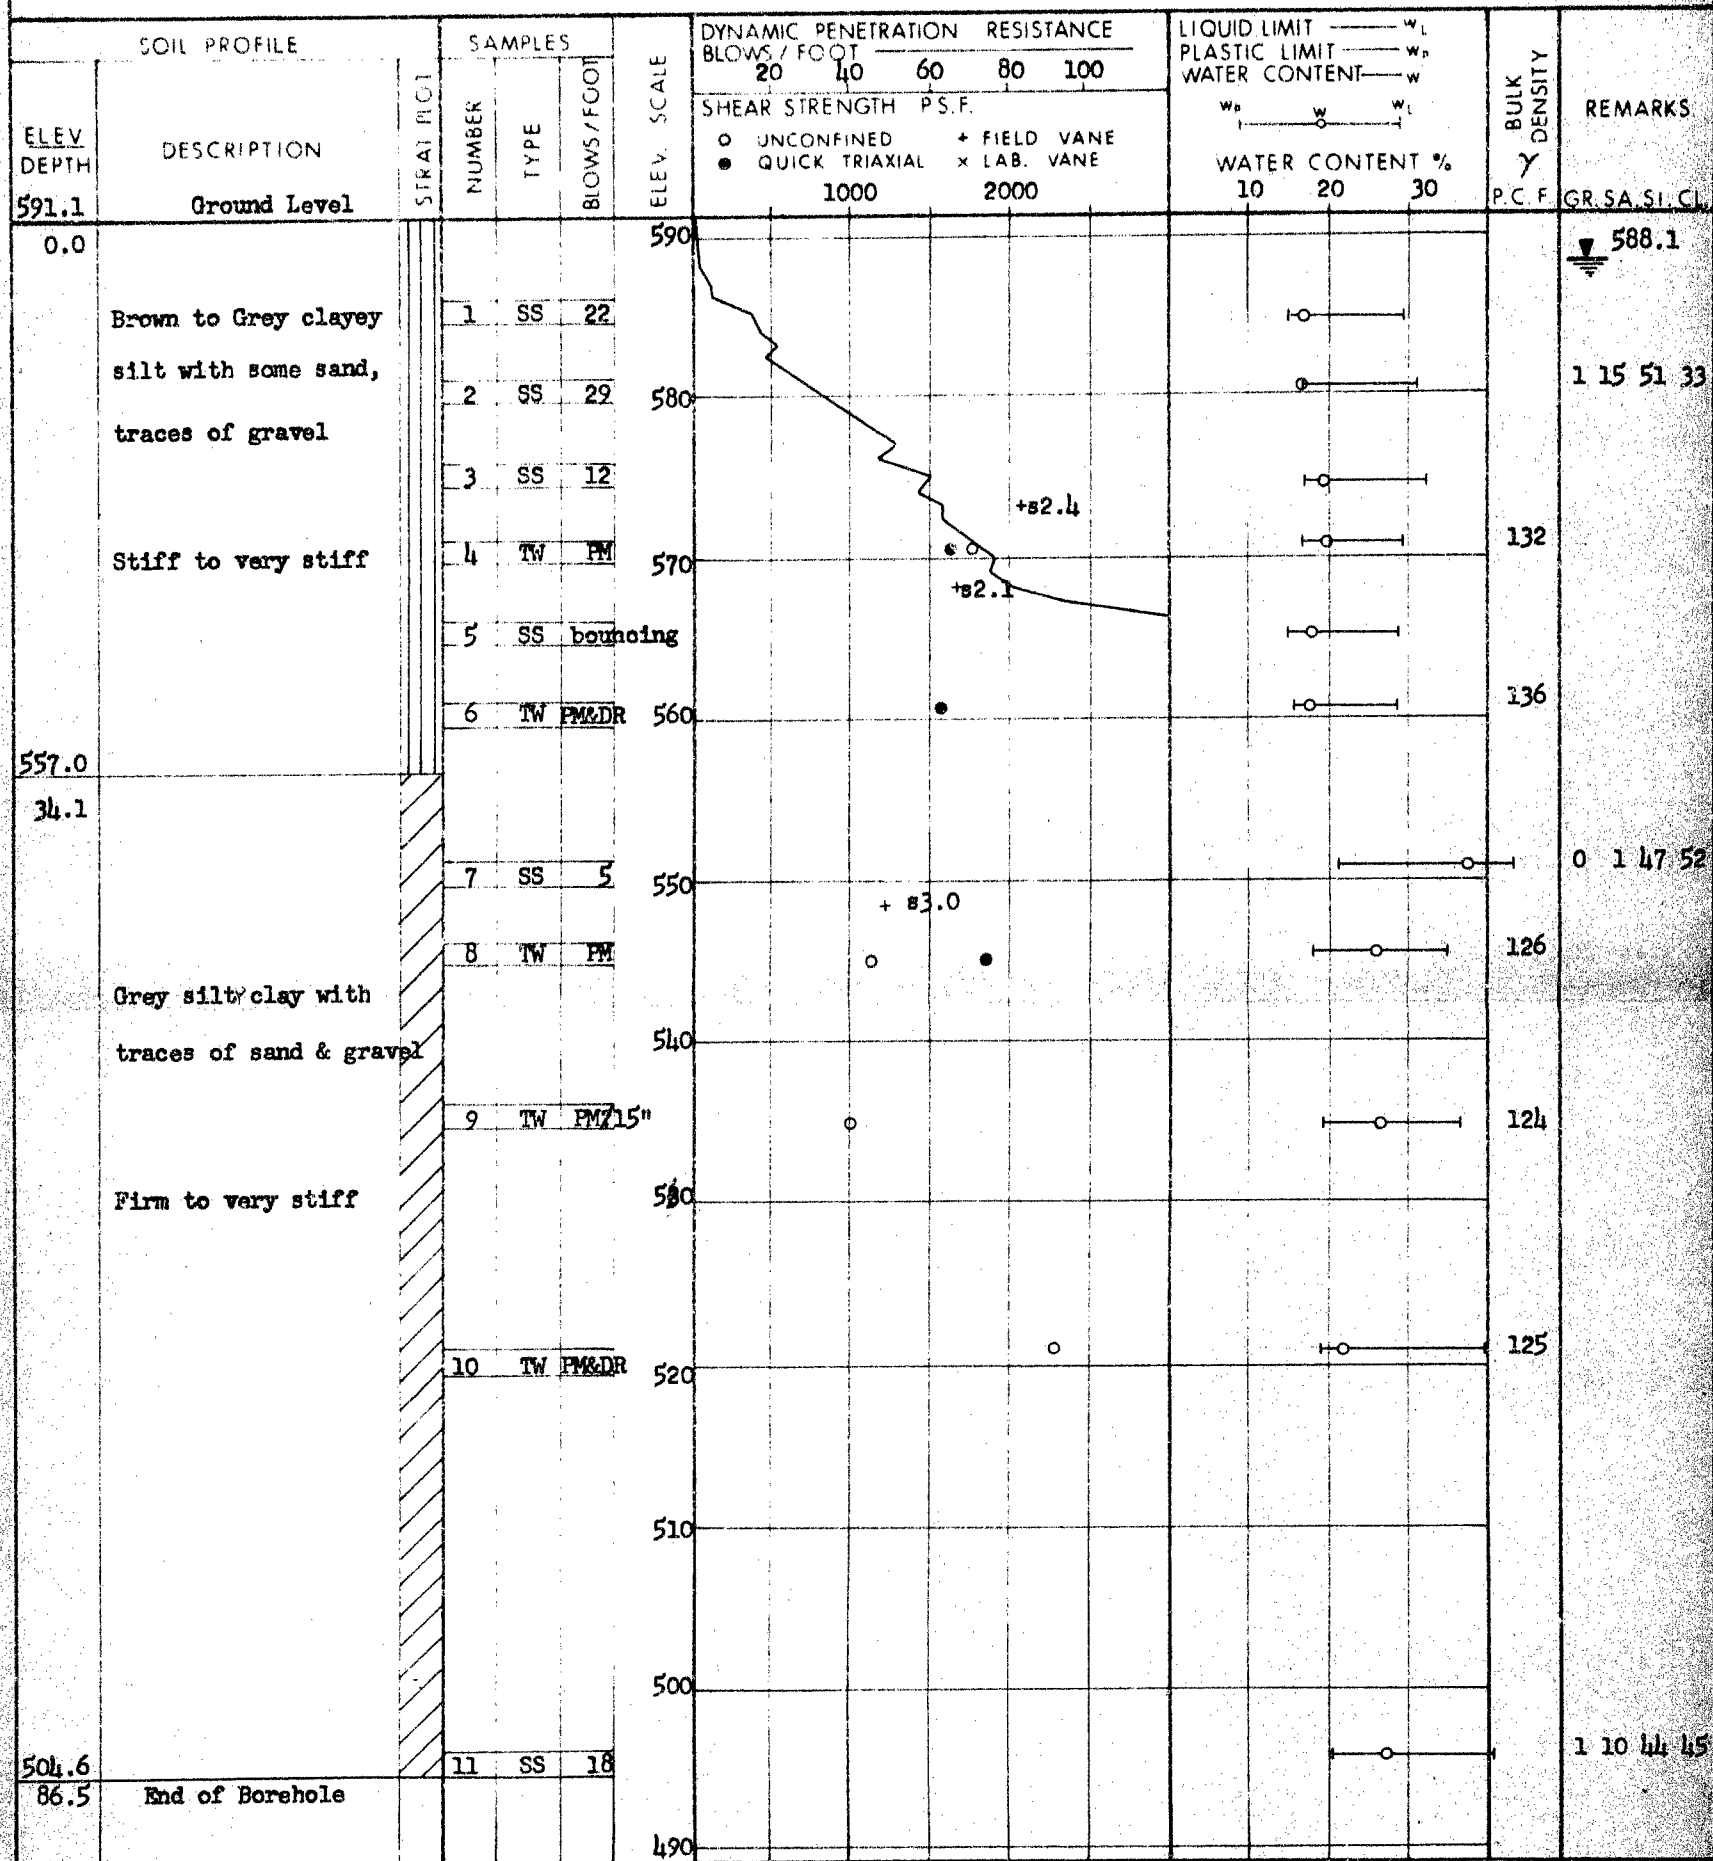 SOIL PROFILE
SAMPLES
ELEV. SCALE
DYNAMIC PENETRATION RESISTANCE
BLOWS / FOOT
20 40 60 80 100
SHEAR STRENGTH P.S.F.
○ UNCONFINED + FIELD VANE
● QUICK TRIAXIAL × LAB. VANE
1000 2000
LIQUID LIMIT wL
PLASTIC LIMIT wp
WATER CONTENT w
wp w wL
WATER CONTENT %
10 20 30
BULK DENSITY
γ
P.C.F.
REMARKS
GR. SA. SI. CL.
ELEV
DEPTH
DESCRIPTION
STRAT PLOT
NUMBER
TYPE
BLOWS / FOOT
591.1 Ground Level
0.0
590
588.1
Brown to Grey clayey
1 SS 22
silt with some sand,
1 15 51 33
2 SS 29
580
traces of gravel
3 SS 12
+s2.4
132
Stiff to very stiff
4 TW PM
570
+s2.1
5 SS bouncing
136
6 TW PM&DR
560
557.0
34.1
0 1 47 52
7 SS 5
550
+ s3.0
8 TW PM
126
Grey silty clay with
traces of sand & gravel
540
9 TW PM/15"
124
Firm to very stiff
530
125
10 TW PM&DR
520
510
500
1 10 44 45
504.6
11 SS 18
86.5 End of Borehole
490